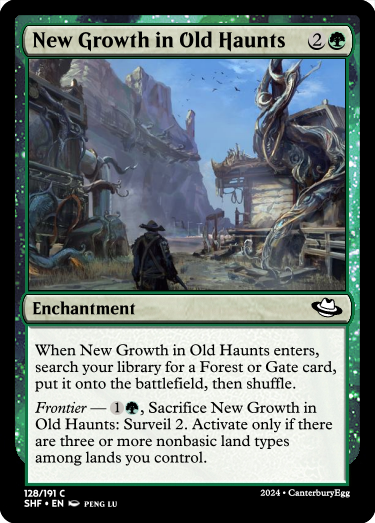 New Growth in Old Haunts 2
Enchantment
When New Growth in Old Haunts enters,
search your library for a Forest or Gate card,
put it onto the battlefield, then shuffle.
Frontier — 1, Sacrifice New Growth in
Old Haunts: Surveil 2. Activate only if there
are three or more nonbasic land types
among lands you control.
128/191 C
SHF • EN PENG LU
2024 • CanterburyEgg